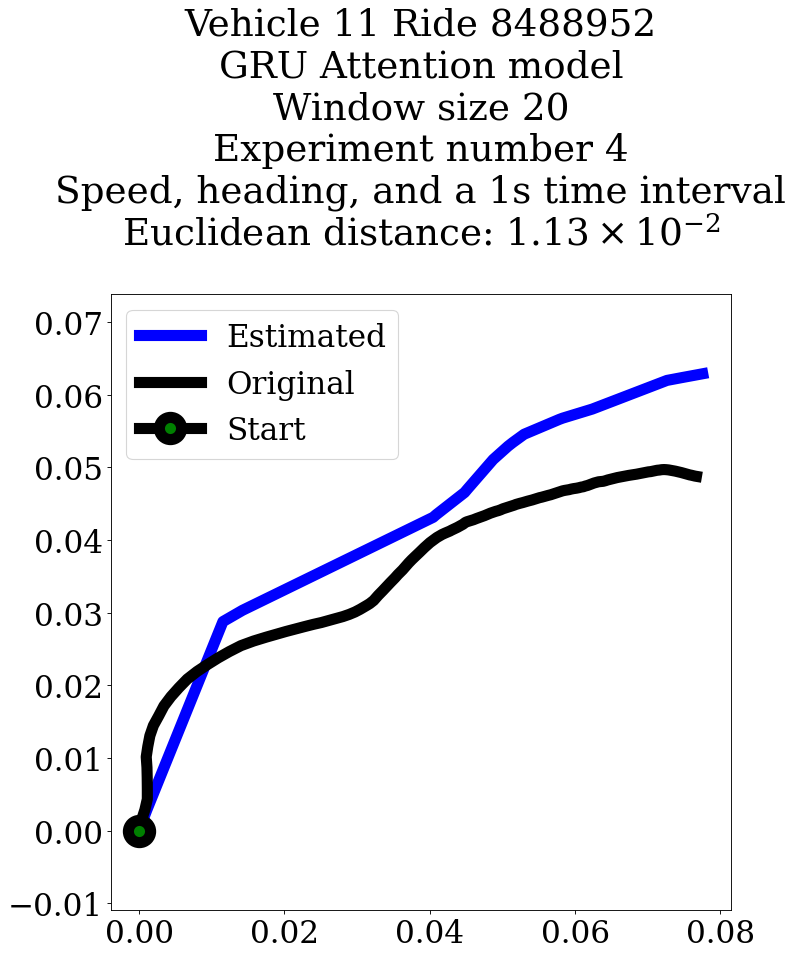 Vehicle 11 Ride 8488952
GRU Attention model
Window size 20
Experiment number 4
Speed, heading, and a 1s time interval
Euclidean distance: 1.13 × 10⁻²
Estimated
Original
Start
0.07
0.06
0.05
0.04
0.03
0.02
0.01
0.00
−0.01
0.00 0.02 0.04 0.06 0.08